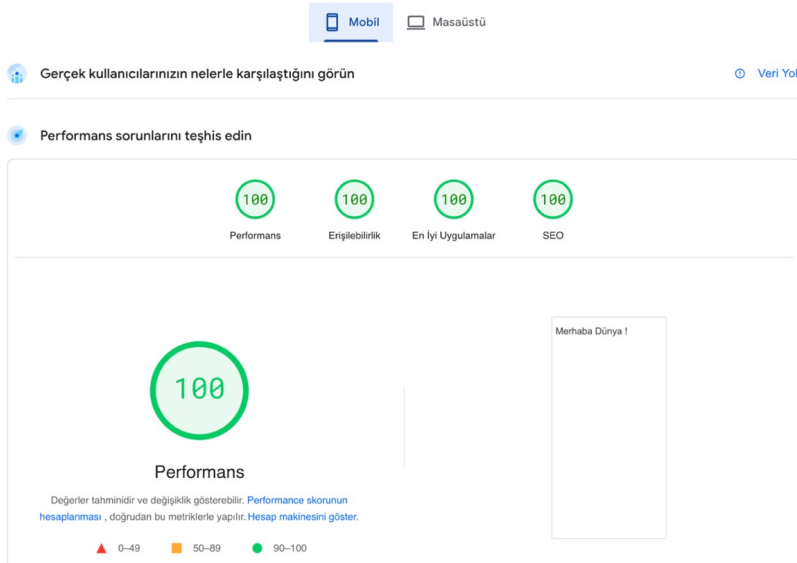 Mobil
Masaüstü
Gerçek kullanıcılarınızın nelerle karşılaştığını görün
Veri Yol
Performans sorunlarını teşhis edin
100
100
100
100
Performans
Erişilebilirlik
En İyi Uygulamalar
SEO
Merhaba Dünya !
100
Performans
Değerler tahminidir ve değişiklik gösterebilir. Performance skorunun
hesaplanması , doğrudan bu metriklerle yapılır. Hesap makinesini göster.
0–49
50–89
90–100